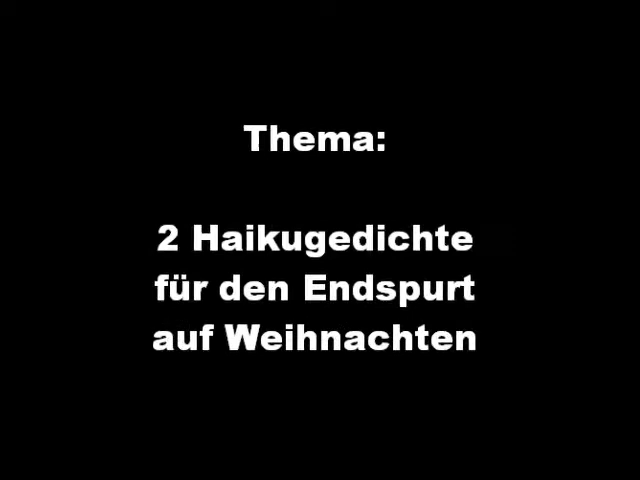 Thema:
2 Haikugedichte
für den Endspurt
auf Weihnachten